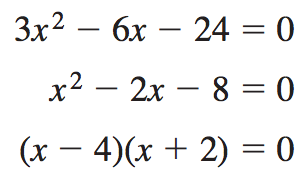 3x² − 6x − 24 = 0
x² − 2x − 8 = 0
(x − 4)(x + 2) = 0